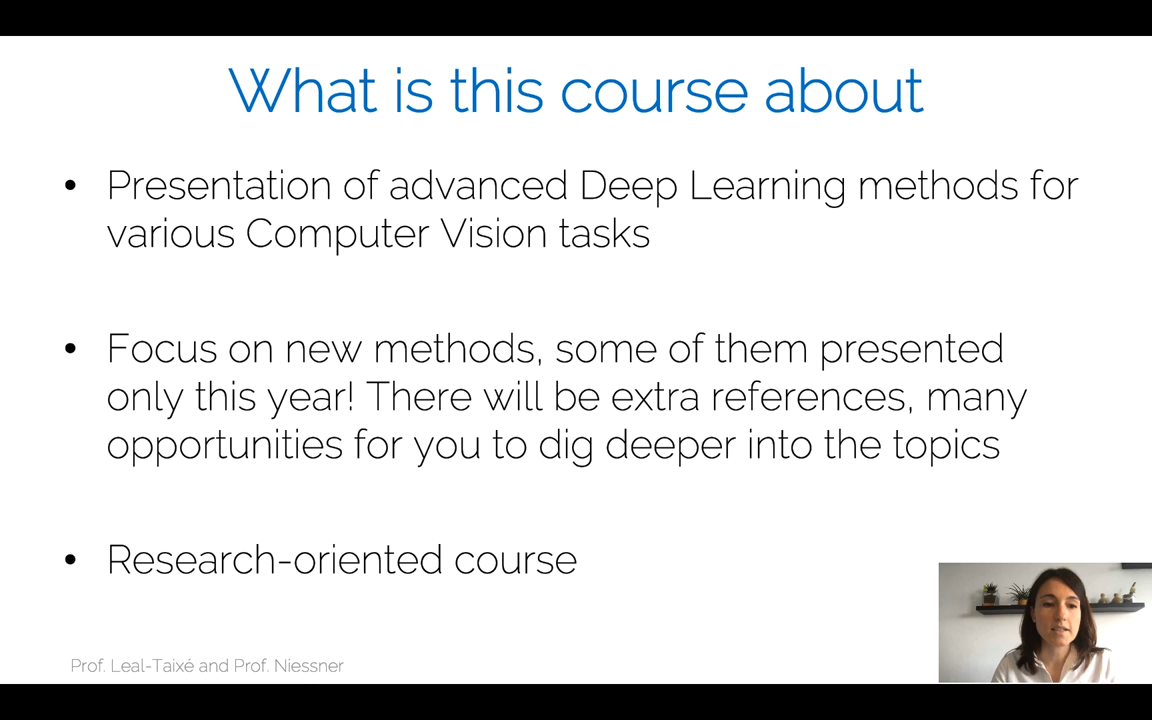 What is this course about
• Presentation of advanced Deep Learning methods for
various Computer Vision tasks
• Focus on new methods, some of them presented
only this year! There will be extra references, many
opportunities for you to dig deeper into the topics
• Research-oriented course
Prof. Leal-Taixé and Prof. Niessner